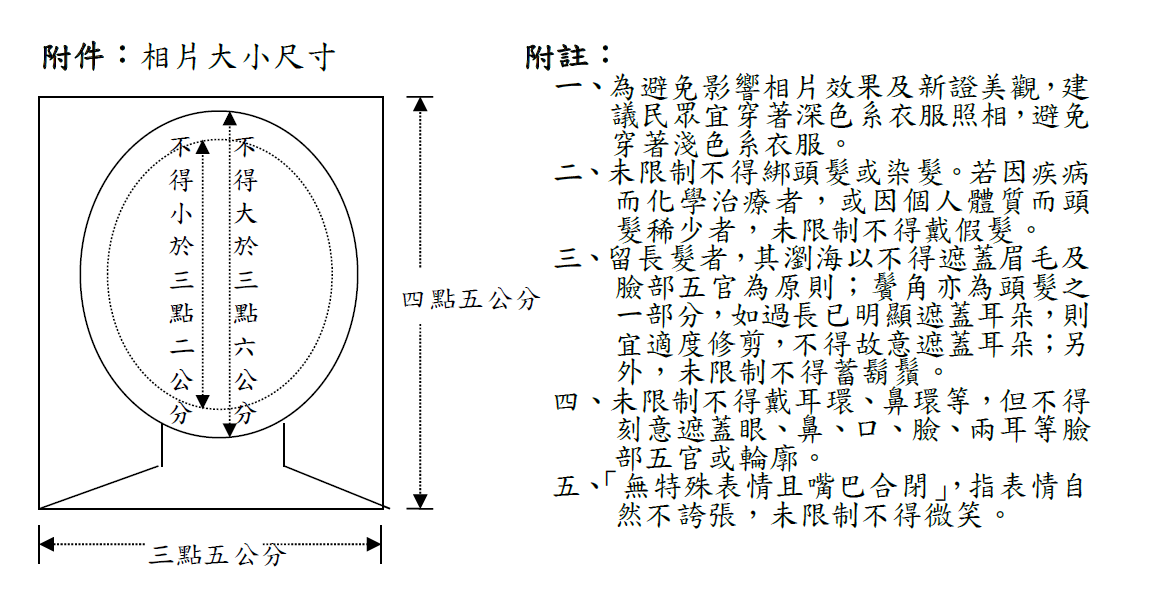 附件：相片大小尺寸
不得小於三點二公分
不得大於三點六公分
四點五公分
三點五公分
附註：
一、為避免影響相片效果及新證美觀，建
議民眾宜穿著深色系衣服照相，避免
穿著淺色系衣服。
二、未限制不得綁頭髮或染髮。若因疾病
而化學治療者，或因個人體質而頭
髮稀少者，未限制不得戴假髮。
三、留長髮者，其瀏海以不得遮蓋眉毛及
臉部五官為原則；鬢角亦為頭髮之
一部分，如過長已明顯遮蓋耳朵，則
宜適度修剪，不得故意遮蓋耳朵；另
外，未限制不得蓄鬍鬚。
四、未限制不得戴耳環、鼻環等，但不得
刻意遮蓋眼、鼻、口、臉、兩耳等臉
部五官或輪廓。
五、「無特殊表情且嘴巴合閉」，指表情自
然不誇張，未限制不得微笑。